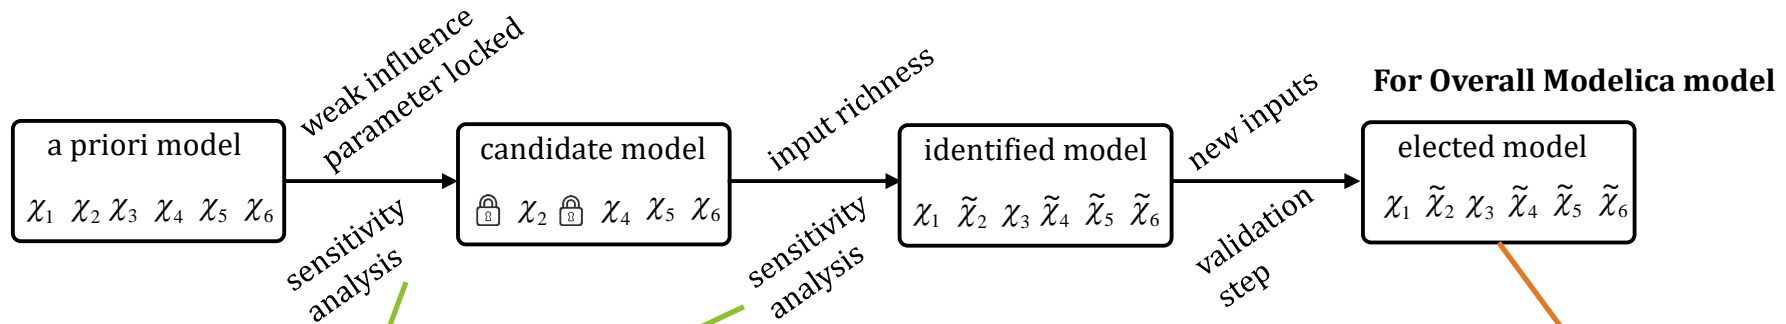 For Overall Modelica model
a priori model
χ₁ χ₂ χ₃ χ₄ χ₅ χ₆
weak influence
parameter locked
sensitivity
analysis
candidate model
χ₂ χ₄ χ₅ χ₆
input richness
sensitivity
analysis
identified model
χ₁ χ̃₂ χ₃ χ̃₄ χ̃₅ χ̃₆
new inputs
validation
step
elected model
χ₁ χ̃₂ χ₃ χ̃₄ χ̃₅ χ̃₆